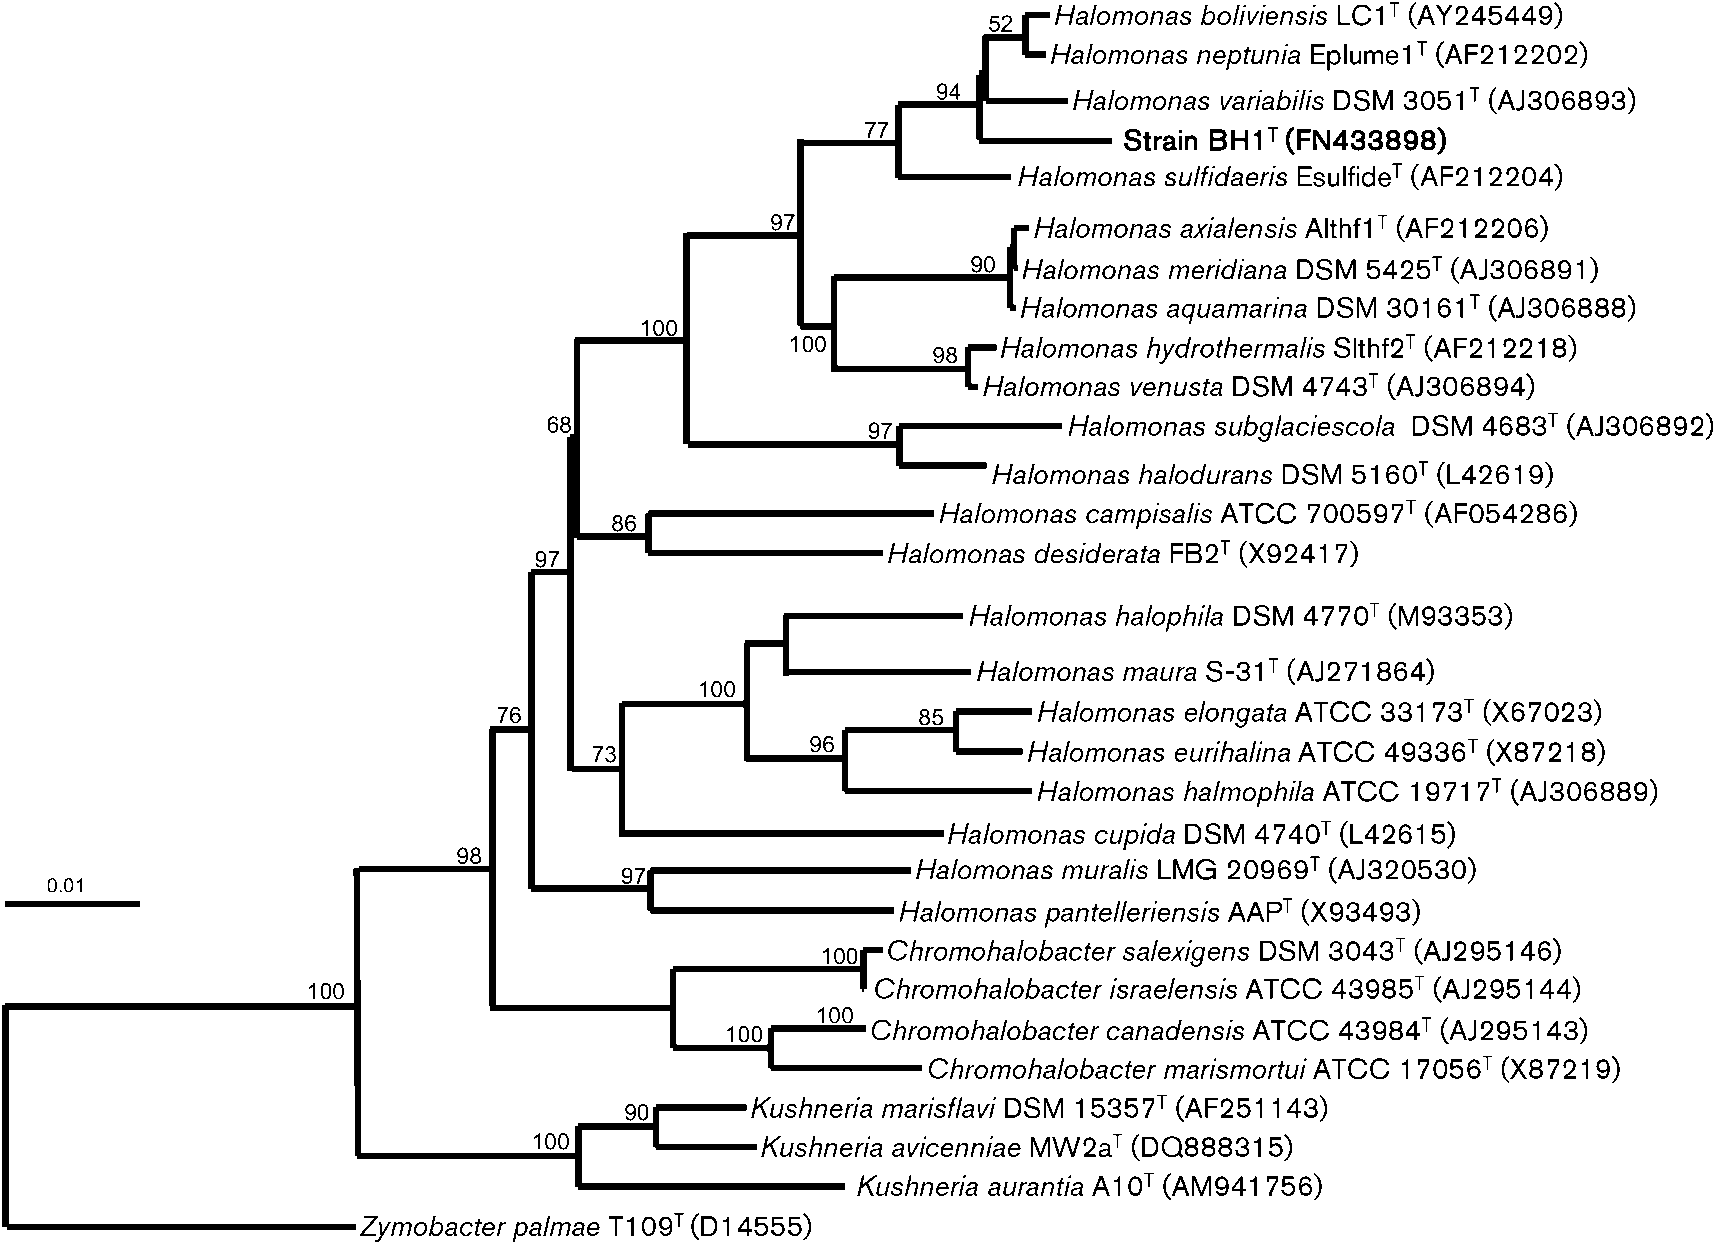 52
Halomonas boliviensis LC1T (AY245449)
Halomonas neptunia Eplume1T (AF212202)
94
Halomonas variabilis DSM 3051T (AJ306893)
77
Strain BH1T (FN433898)
Halomonas sulfidaeris EsulfideT (AF212204)
97
Halomonas axialensis Althf1T (AF212206)
90
Halomonas meridiana DSM 5425T (AJ306891)
Halomonas aquamarina DSM 30161T (AJ306888)
100
100
Halomonas hydrothermalis Slthf2T (AF212218)
98
Halomonas venusta DSM 4743T (AJ306894)
68
97
Halomonas subglaciescola DSM 4683T (AJ306892)
Halomonas halodurans DSM 5160T (L42619)
86
Halomonas campisalis ATCC 700597T (AF054286)
97
Halomonas desiderata FB2T (X92417)
Halomonas halophila DSM 4770T (M93353)
Halomonas maura S-31T (AJ271864)
100
76
85
Halomonas elongata ATCC 33173T (X67023)
96
73
Halomonas eurihalina ATCC 49336T (X87218)
Halomonas halmophila ATCC 19717T (AJ306889)
Halomonas cupida DSM 4740T (L42615)
98
97
Halomonas muralis LMG 20969T (AJ320530)
0.01
Halomonas pantelleriensis AAPT (X93493)
100
Chromohalobacter salexigens DSM 3043T (AJ295146)
100
Chromohalobacter israelensis ATCC 43985T (AJ295144)
100
100
Chromohalobacter canadensis ATCC 43984T (AJ295143)
Chromohalobacter marismortui ATCC 17056T (X87219)
90
Kushneria marisflavi DSM 15357T (AF251143)
100
Kushneria avicenniae MW2aT (DQ888315)
Kushneria aurantia A10T (AM941756)
Zymobacter palmae T109T (D14555)